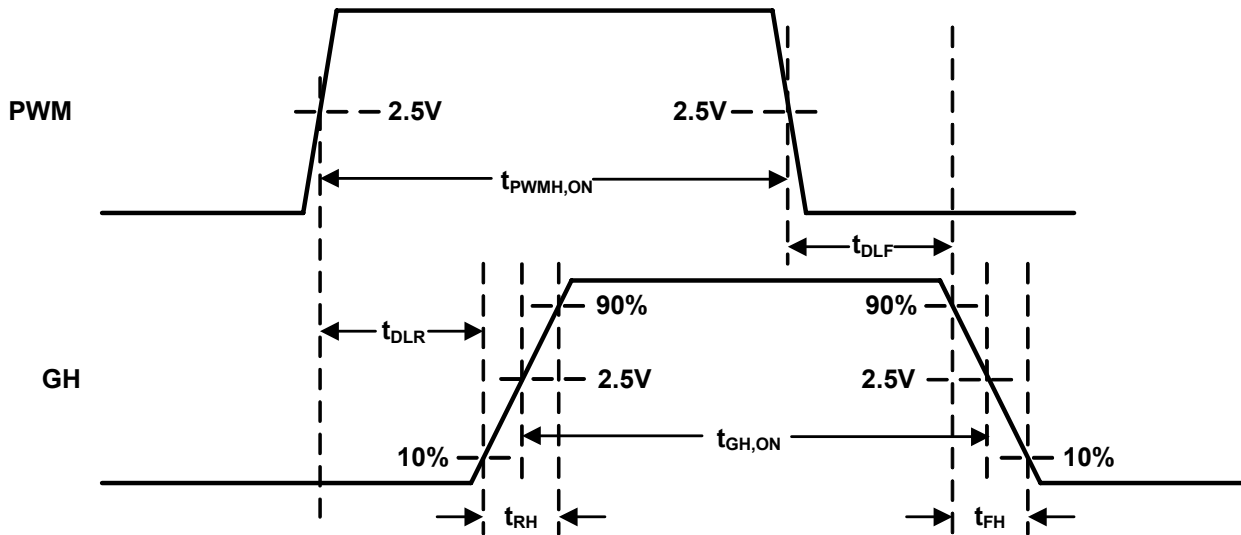 PWM
2.5V
2.5V
tPWMH,ON
tDLF
90%
90%
tDLR
GH
2.5V
2.5V
tGH,ON
10%
10%
tRH
tFH